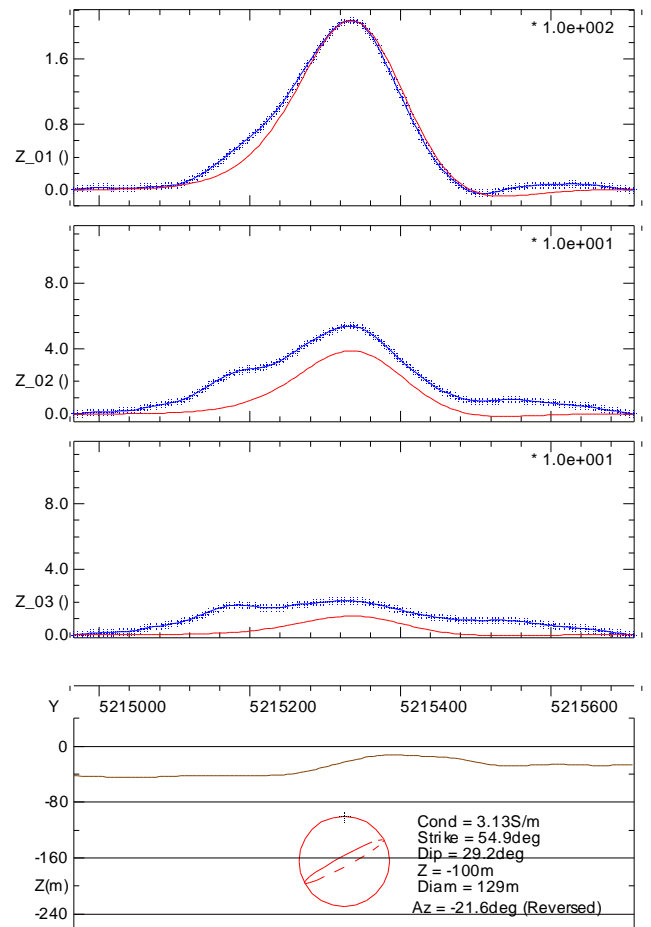 * 1.0e+002
1.6
0.8
Z_01 ()
0.0
* 1.0e+001
8.0
4.0
Z_02 ()
0.0
* 1.0e+001
8.0
4.0
Z_03 ()
0.0
Y 5215000 5215200 5215400 5215600
0
-80
Cond = 3.13S/m
Strike = 54.9deg
-160 Dip = 29.2deg
Z = -100m
Z(m) Diam = 129m
-240 Az = -21.6deg (Reversed)